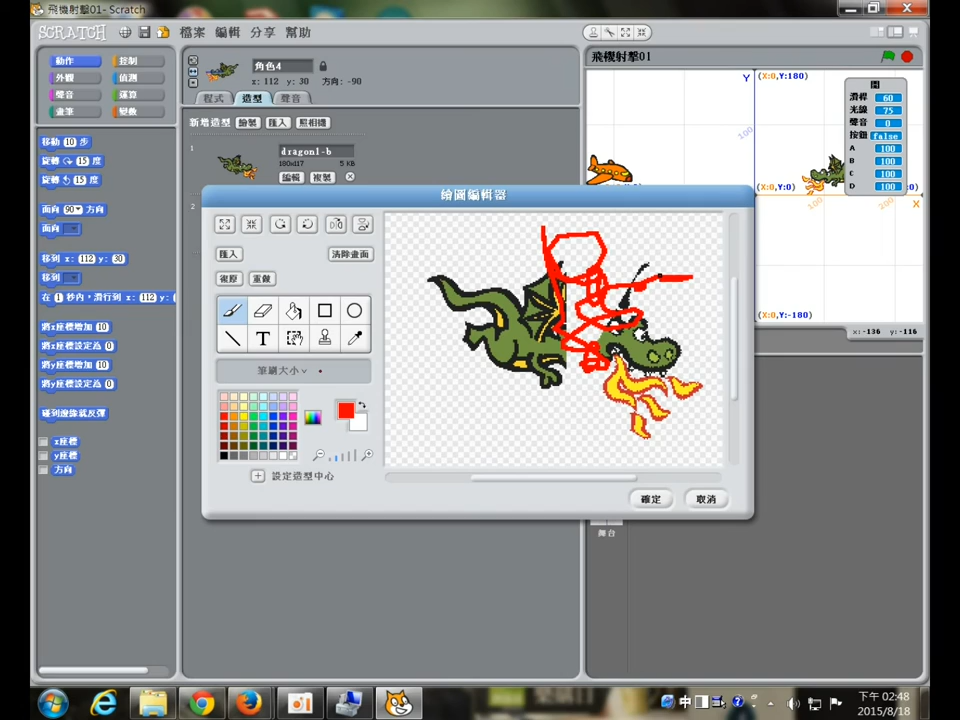 飛機射擊01- Scratch
SCRATCH
檔案 編輯 分享 幫助
動作 控制
外觀 偵測
聲音 運算
畫筆 變數
移動 10 步
旋轉 15 度
旋轉 15 度
面向 90 方向
面向
移到 x: 112 y: 30
移到
在 1 秒內,滑行到 x: 112 y:
將x座標增加 10
將x座標設定為 0
將y座標增加 10
將y座標設定為 0
碰到邊緣就反彈
x座標
y座標
方向
角色4
x: 112 y: 30 方向: -90
程式 造型 聲音
新增造型 繪製 匯入 照相機
1
dragon1-b
180x117 5 KB
編輯 複製
2
繪圖編輯器
匯入 清除畫面
復原 重做
T
筆刷大小
設定造型中心
確定 取消
飛機射擊01
Y (X:0,Y:180)
100
(X:0,Y:0)
:0)
100
200
X
(X:0,Y:-180)
滑桿 60
光線 75
聲音 0
按鈕 false
A 100
B 100
C 100
D 100
x: -136 y: -116
舞台
中
下午 02:48
2015/8/18